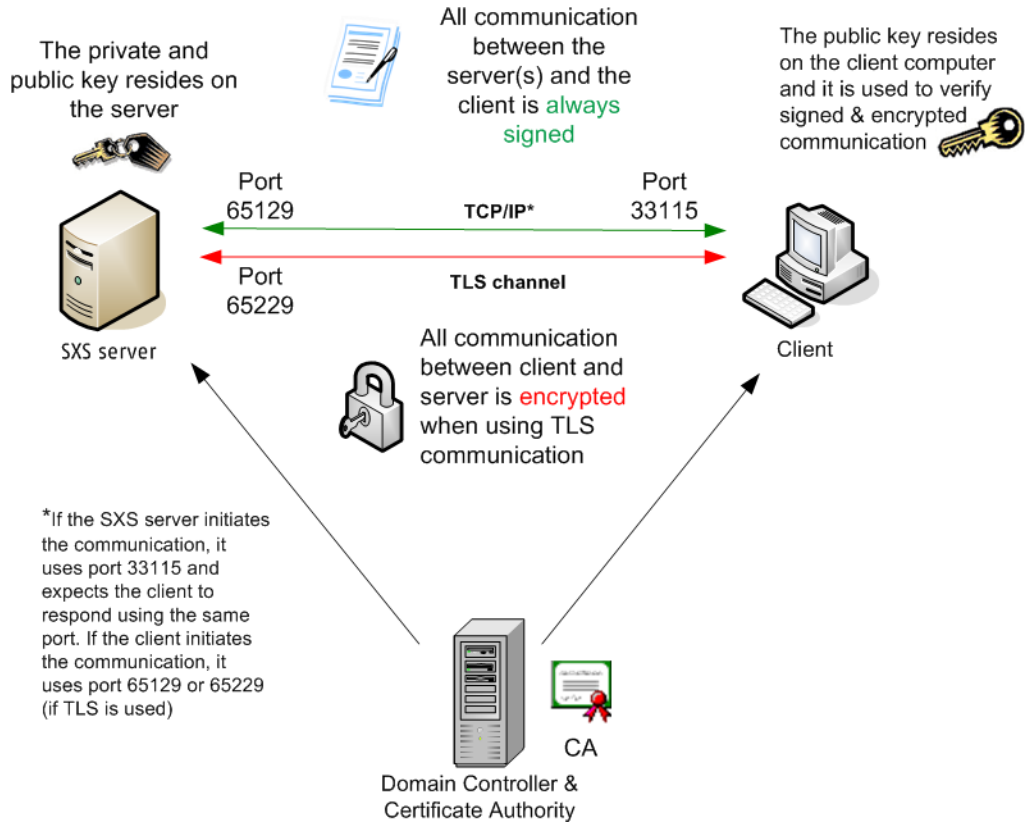 The private and
public key resides on
the server
All communication
between the
server(s) and the
client is always
signed
The public key resides
on the client computer
and it is used to verify
signed & encrypted
communication
Port
65129
TCP/IP*
Port
33115
Port
65229
TLS channel
SXS server
Client
All communication
between client and
server is encrypted
when using TLS
communication
*If the SXS server initiates
the communication, it
uses port 33115 and
expects the client to
respond using the same
port. If the client initiates
the communication, it
uses port 65129 or 65229
(if TLS is used)
CA
Domain Controller &
Certificate Authority